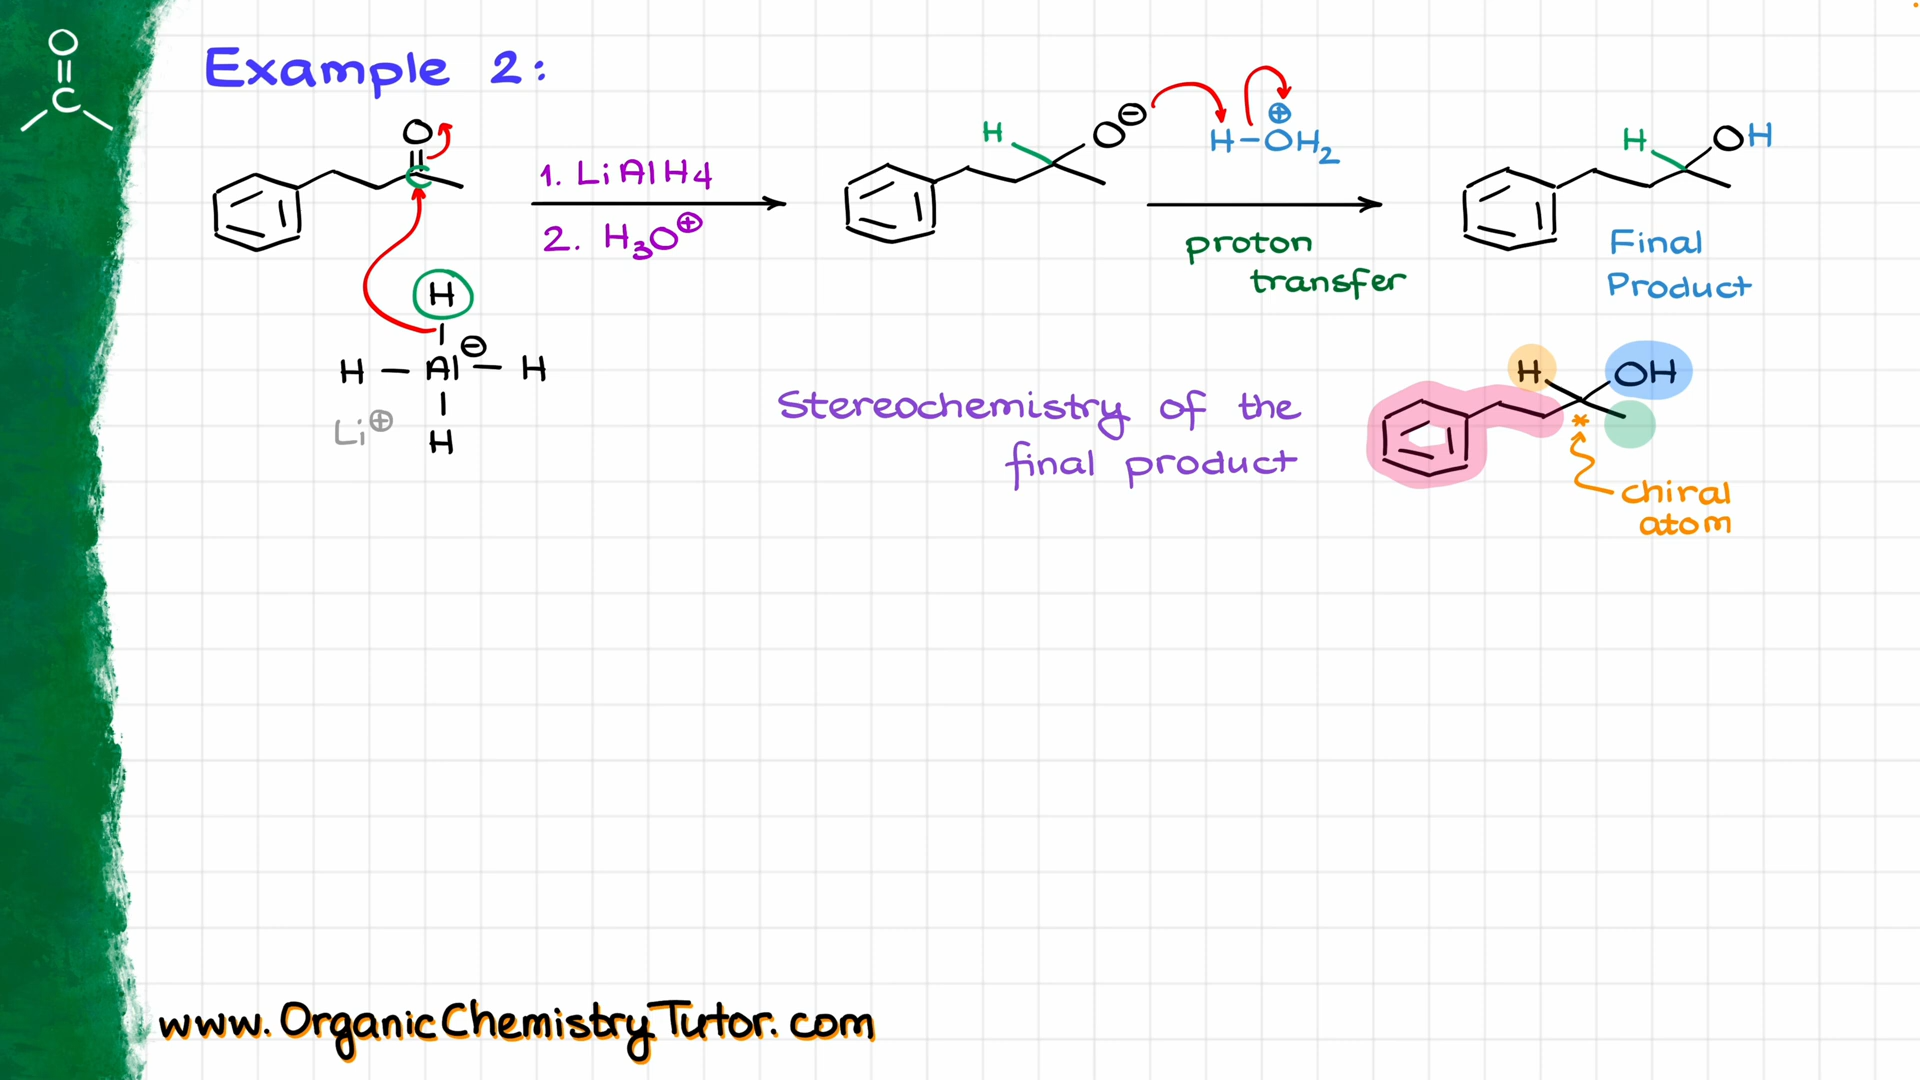 O
C
Example 2:
O
C
1. LiAlH4
2. H3O⊕
H
H – Al⊖ – H
Li⊕
H
H
O⊖
H–O⊕H2
proton
transfer
H
OH
Final
Product
Stereochemistry of the
final product
H
OH
*
chiral
atom
www.OrganicChemistryTutor.com